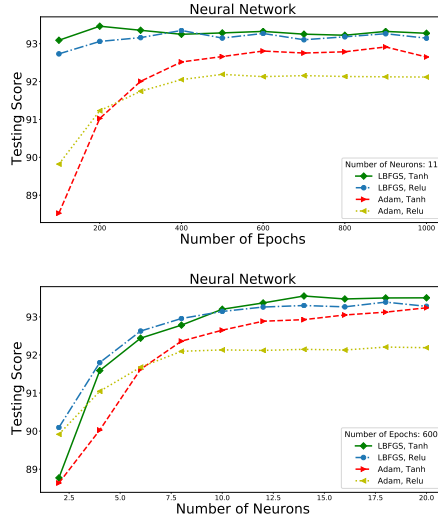 Neural Network
93
92
91
90
89
Testing Score
200
400
600
800
1000
Number of Epochs
Number of Neurons: 11
LBFGS, Tanh
LBFGS, Relu
Adam, Tanh
Adam, Relu
Neural Network
93
92
91
90
89
Testing Score
2.5
5.0
7.5
10.0
12.5
15.0
17.5
20.0
Number of Neurons
Number of Epochs: 600
LBFGS, Tanh
LBFGS, Relu
Adam, Tanh
Adam, Relu